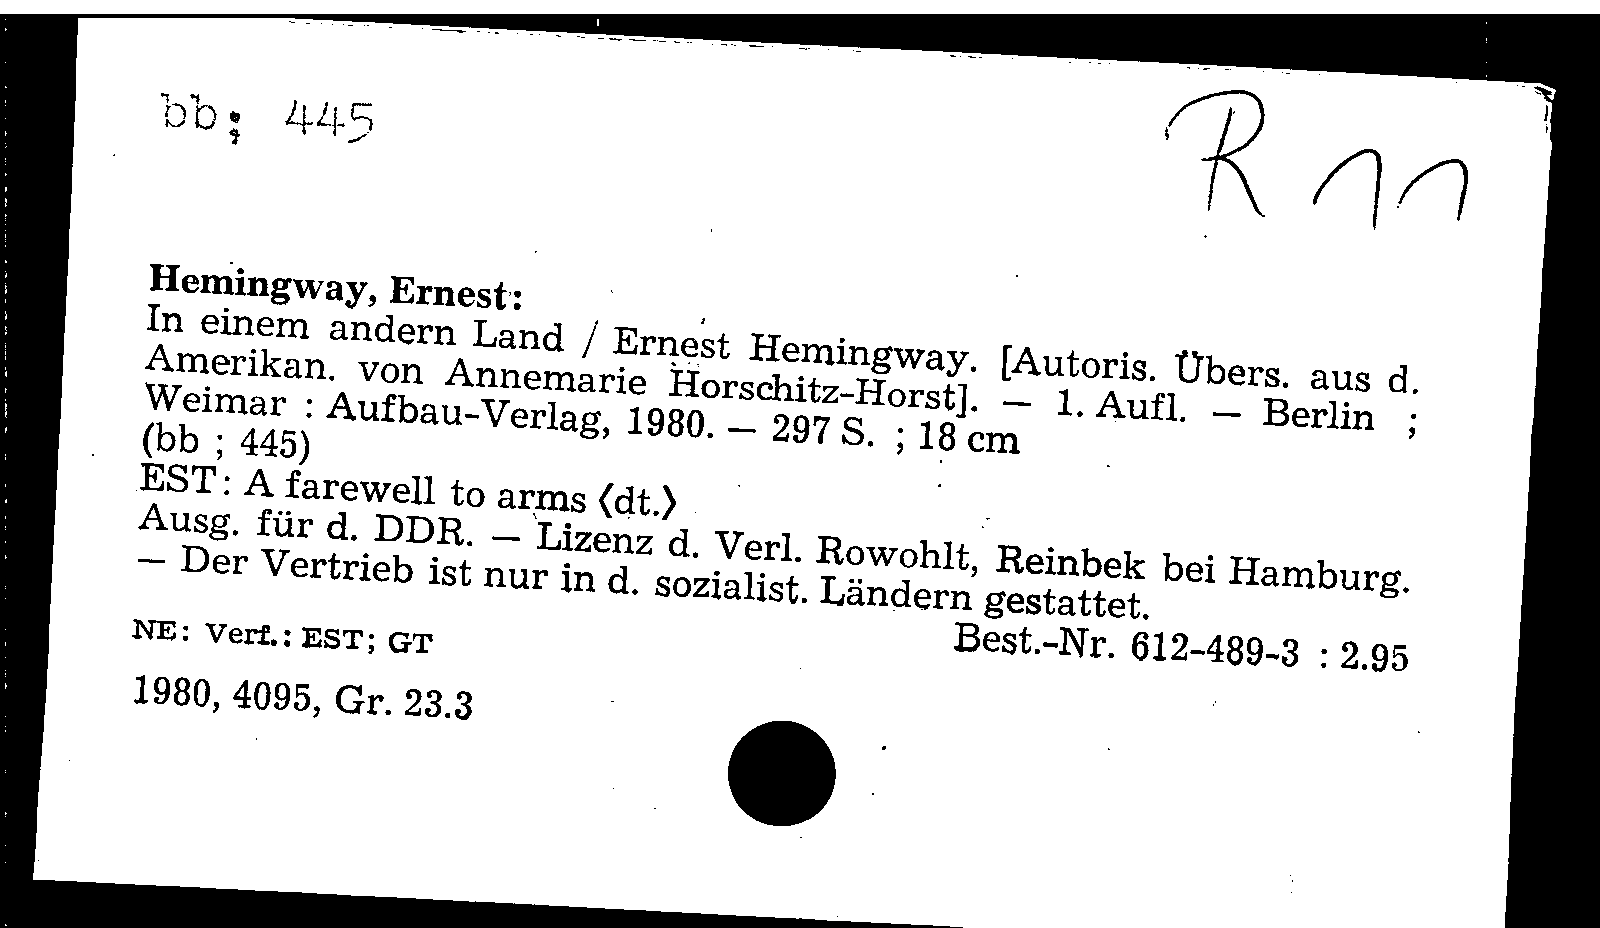 bb; 445
R 11
Hemingway, Ernest:
In einem andern Land / Ernest Hemingway. [Autoris. Übers. aus d.
Amerikan. von Annemarie Horschitz-Horst]. — 1. Aufl. — Berlin ;
Weimar : Aufbau-Verlag, 1980. — 297 S. ; 18 cm
(bb ; 445)
EST: A farewell to arms ⟨dt.⟩
Ausg. für d. DDR. — Lizenz d. Verl. Rowohlt, Reinbek bei Hamburg.
— Der Vertrieb ist nur in d. sozialist. Ländern gestattet.
Best.-Nr. 612-489-3 : 2.95
NE: Verf.: EST; GT
1980, 4095, Gr. 23.3